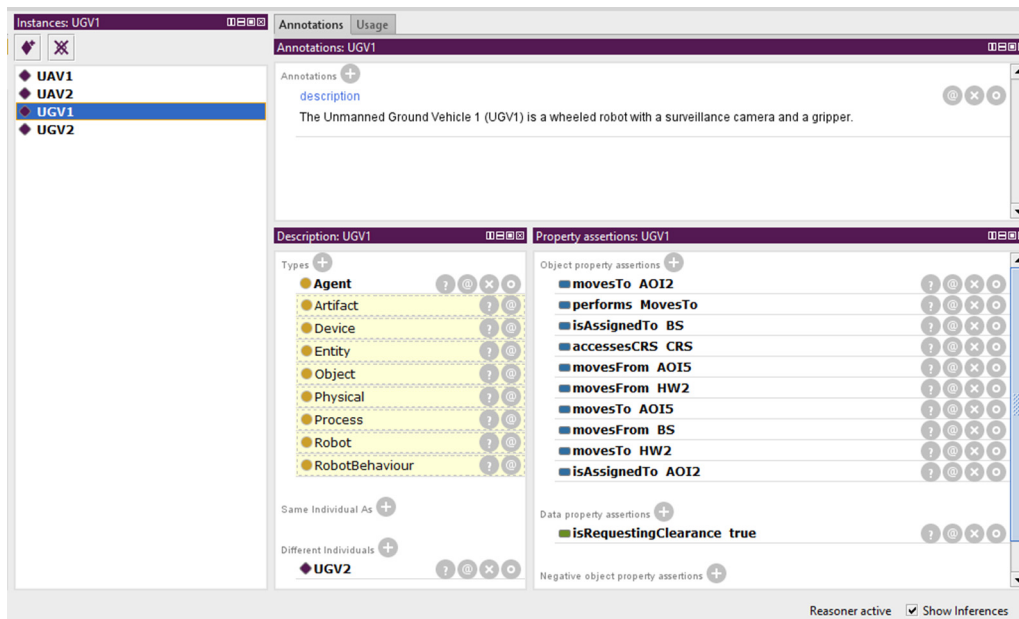 Instances: UGV1
UAV1
UAV2
UGV1
UGV2
Annotations Usage
Annotations: UGV1
Annotations
description
The Unmanned Ground Vehicle 1 (UGV1) is a wheeled robot with a surveillance camera and a gripper.
Description: UGV1
Types
Agent
Artifact
Device
Entity
Object
Physical
Process
Robot
RobotBehaviour
Same Individual As
Different Individuals
UGV2
Property assertions: UGV1
Object property assertions
movesTo AOI2
performs MovesTo
isAssignedTo BS
accessesCRS CRS
movesFrom AOI5
movesFrom HW2
movesTo AOI5
movesFrom BS
movesTo HW2
isAssignedTo AOI2
Data property assertions
isRequestingClearance true
Negative object property assertions
Reasoner active Show Inferences